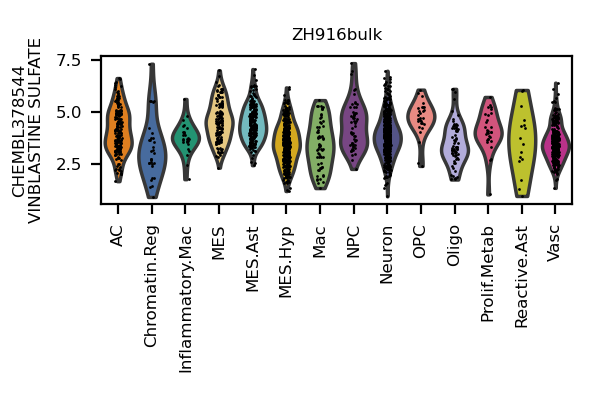 ZH916bulk
CHEMBL378544
VINBLASTINE SULFATE
7.5
5.0
2.5
AC
Chromatin.Reg
Inflammatory.Mac
MES
MES.Ast
MES.Hyp
Mac
NPC
Neuron
OPC
Oligo
Prolif.Metab
Reactive.Ast
Vasc